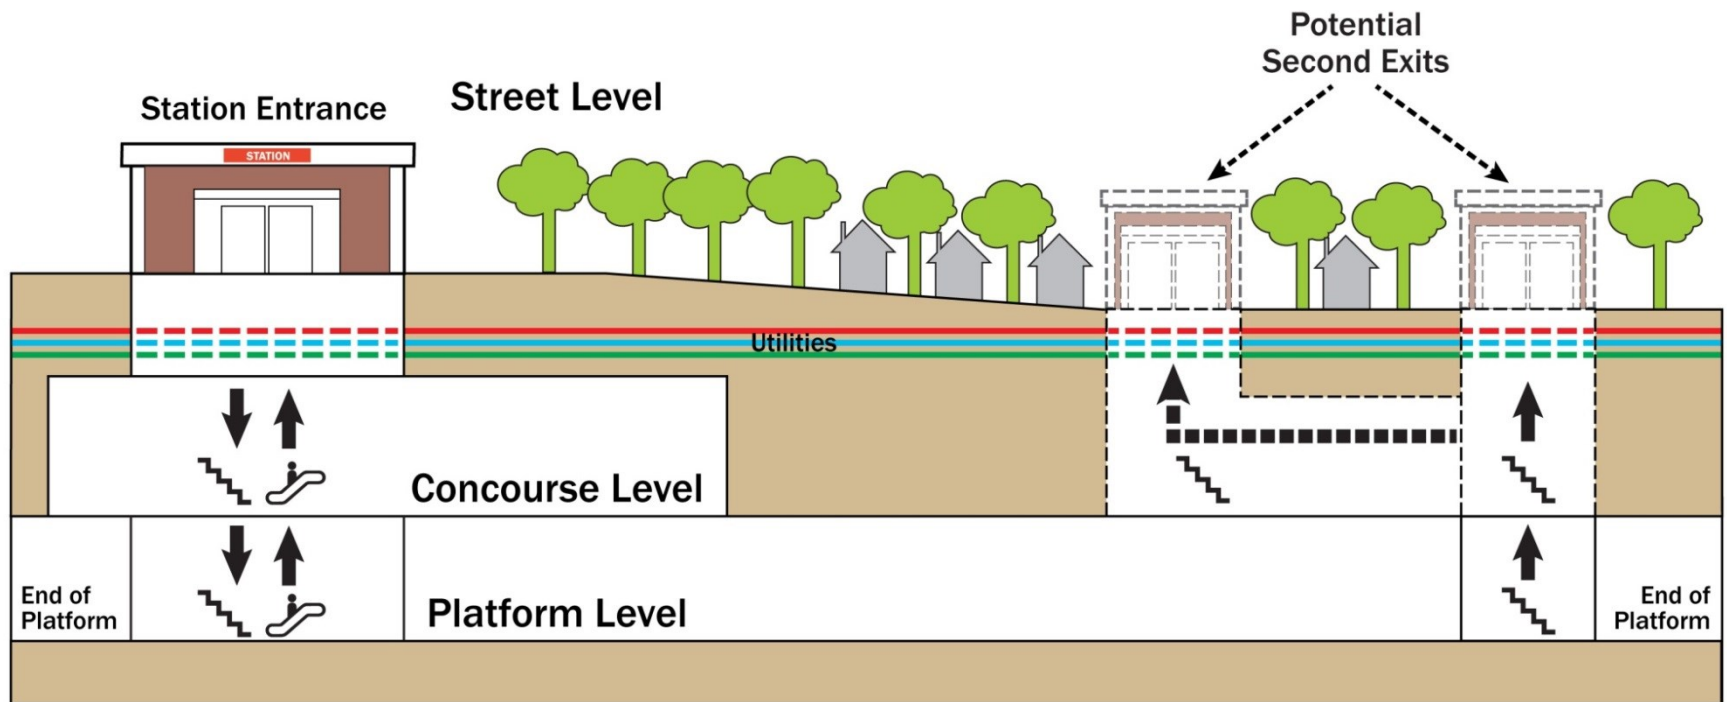 Potential
Second Exits
Street Level
Station Entrance
STATION
Utilities
Concourse Level
End of
Platform
Platform Level
End of
Platform